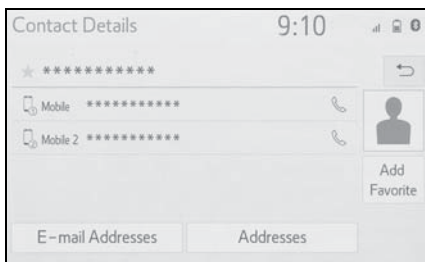 Contact Details 9:10
***********
Mobile ***********
Mobile 2 ***********
Add
Favorite
E-mail Addresses Addresses